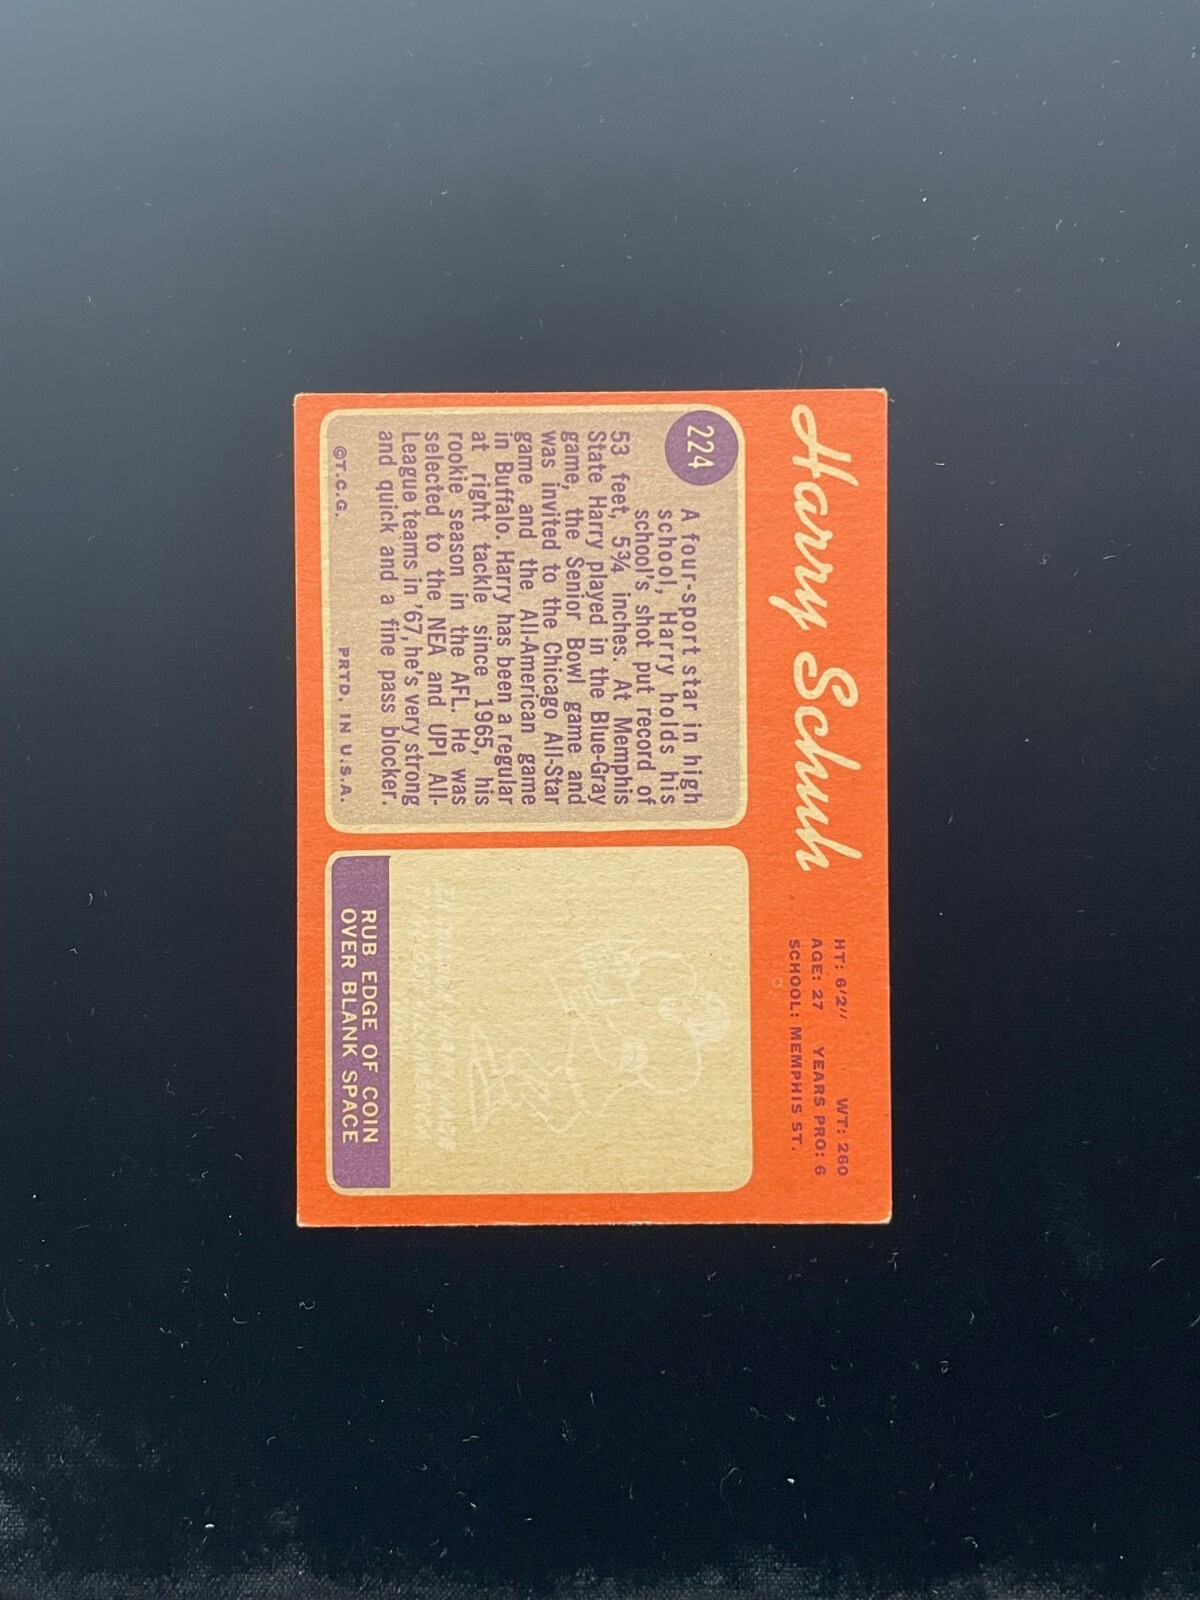 Harry Schuh
HT: 6'2" WT: 260
AGE: 27 YEARS PRO: 6
SCHOOL: MEMPHIS ST.
224
A four-sport star in high
school, Harry holds his
school's shot put record of
53 feet, 5¾ inches. At Memphis
State Harry played in the Blue-Gray
game, the Senior Bowl game and
was invited to the Chicago All-Star
game and the All-American game
in Buffalo. Harry has been a regular
at right tackle since 1965, his
rookie season in the AFL. He was
selected to the NEA and UPI All-
League teams in '67, he's very strong
and quick and a fine pass blocker.
©T.C.G. PRTD. IN U.S.A.
RUB EDGE OF COIN
OVER BLANK SPACE